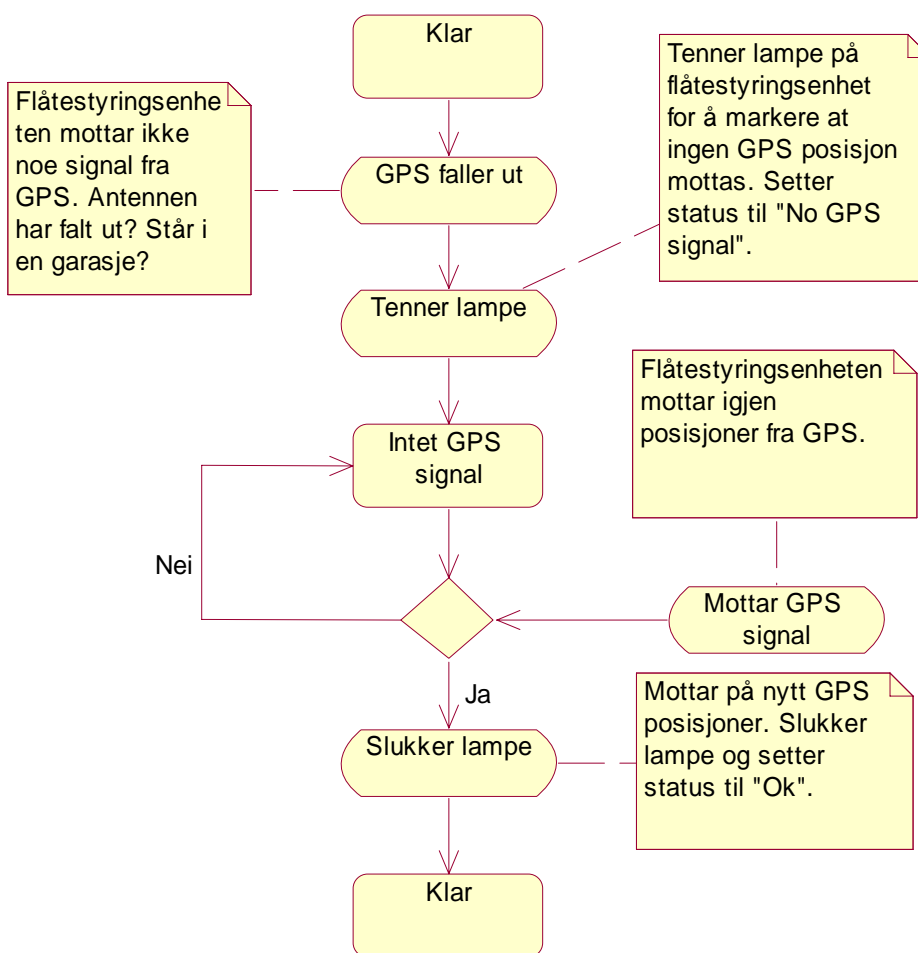 Klar
Tenner lampe på
flåtestyringsenhet
for å markere at
ingen GPS posisjon
mottas. Setter
status til "No GPS
signal".
Flåtestyringsenhe
ten mottar ikke
noe signal fra
GPS. Antennen
har falt ut? Står i
en garasje?
GPS faller ut
Tenner lampe
Flåtestyringsenheten
mottar igjen
posisjoner fra GPS.
Intet GPS
signal
Nei
Mottar GPS
signal
Ja
Mottar på nytt GPS
posisjoner. Slukker
lampe og setter
status til "Ok".
Slukker lampe
Klar